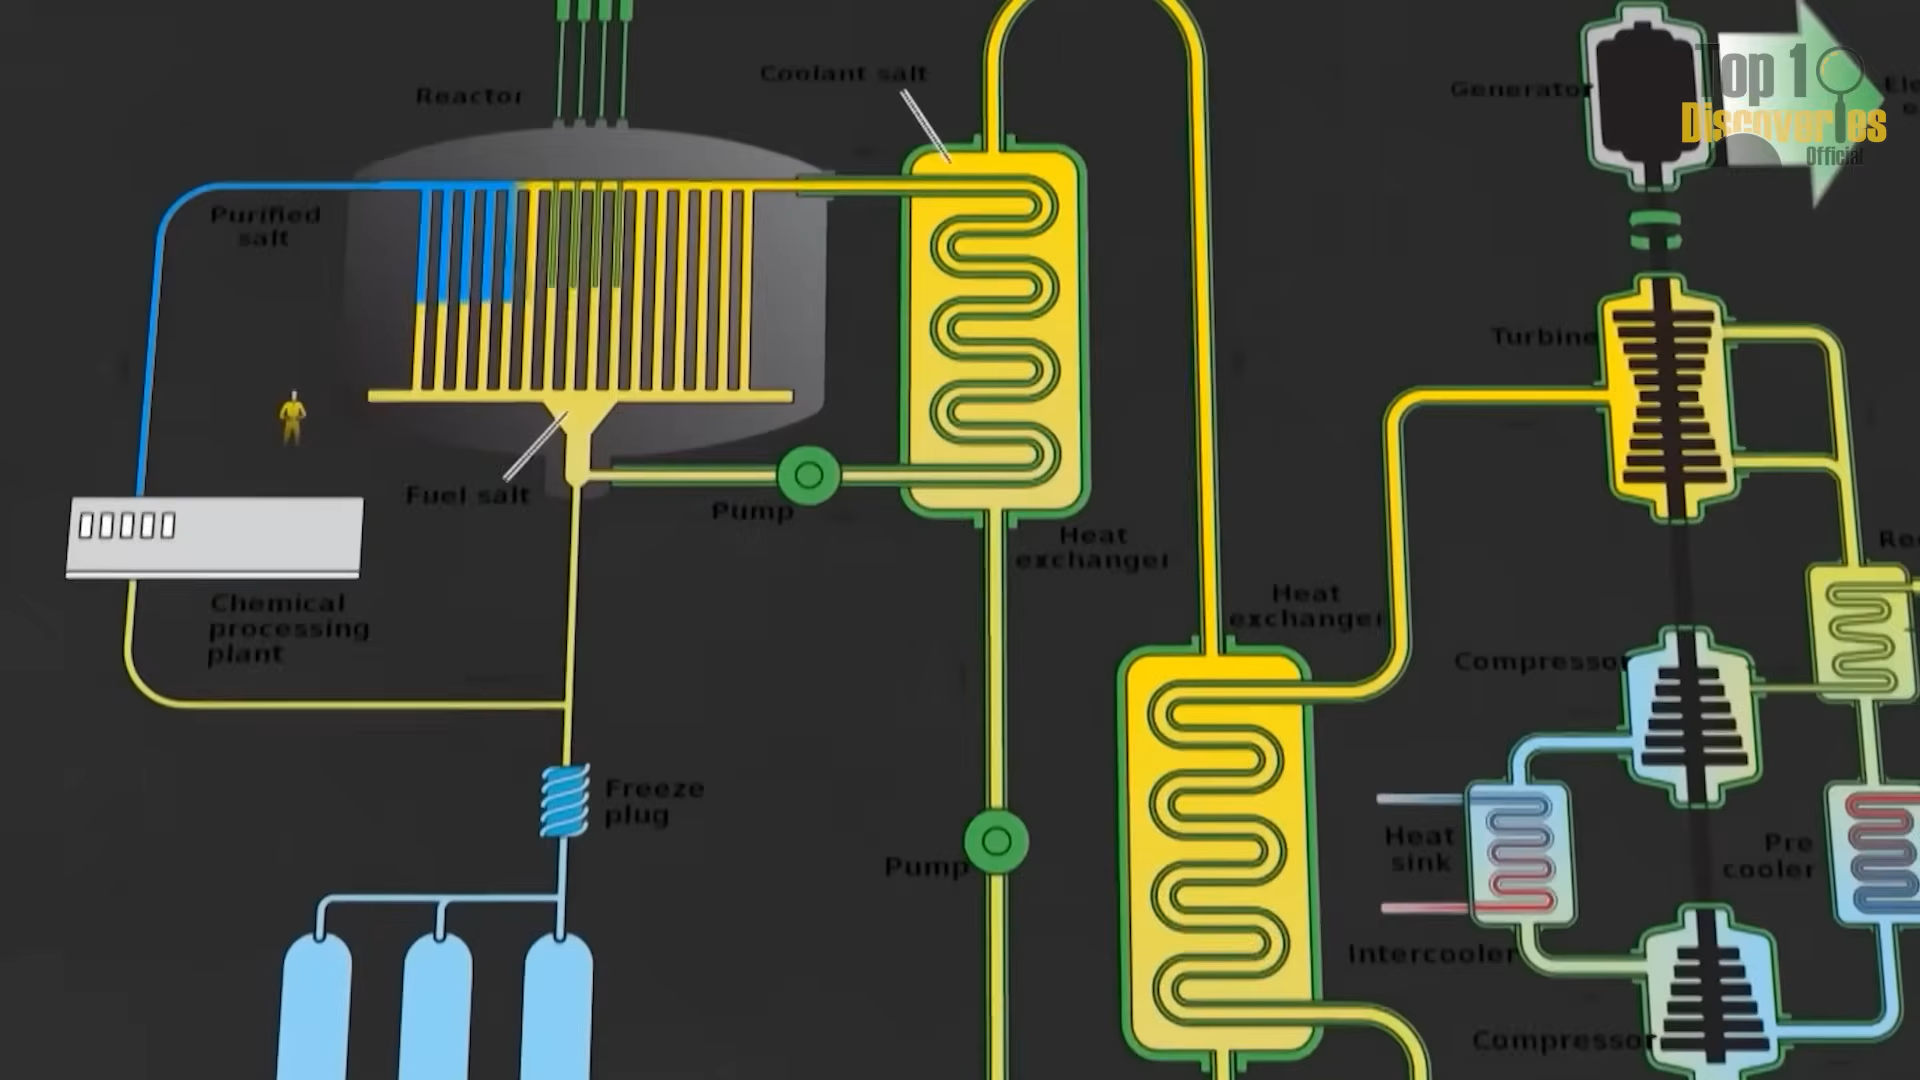 Reactor
Coolant salt
Generator
Top 10
Discoveries
Official
Purified
salt
Turbine
Fuel salt
Pump
Heat
exchanger
Chemical
processing
plant
Heat
exchanger
Compressor
Freeze
plug
Pump
Heat
sink
Pre
cooler
Intercooler
Compressor